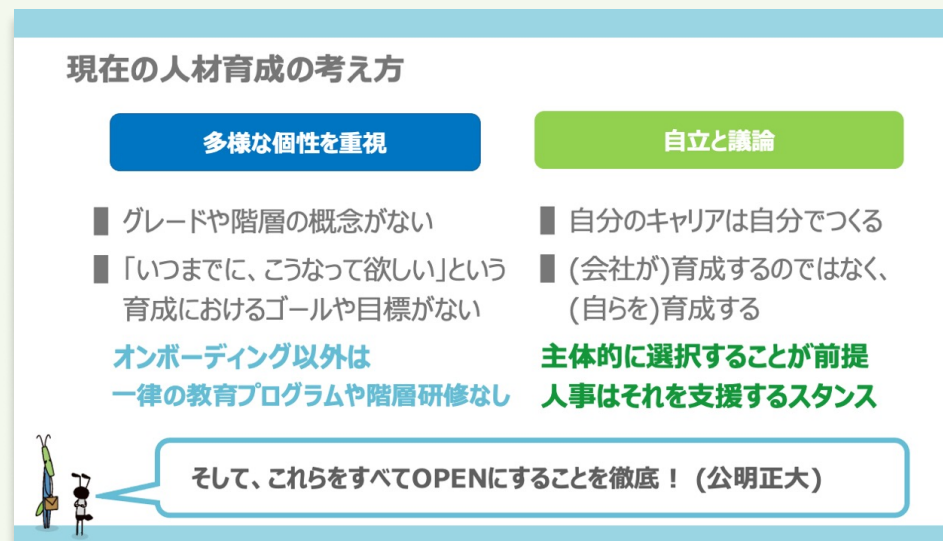 現在の人材育成の考え方
多様な個性を重視
グレードや階層の概念がない
「いつまでに、こうなって欲しい」という
育成におけるゴールや目標がない
オンボーディング以外は
一律の教育プログラムや階層研修なし
自立と議論
自分のキャリアは自分でつくる
(会社が)育成するのではなく、
(自らを)育成する
主体的に選択することが前提
人事はそれを支援するスタンス
そして、これらをすべてOPENにすることを徹底！ (公明正大)